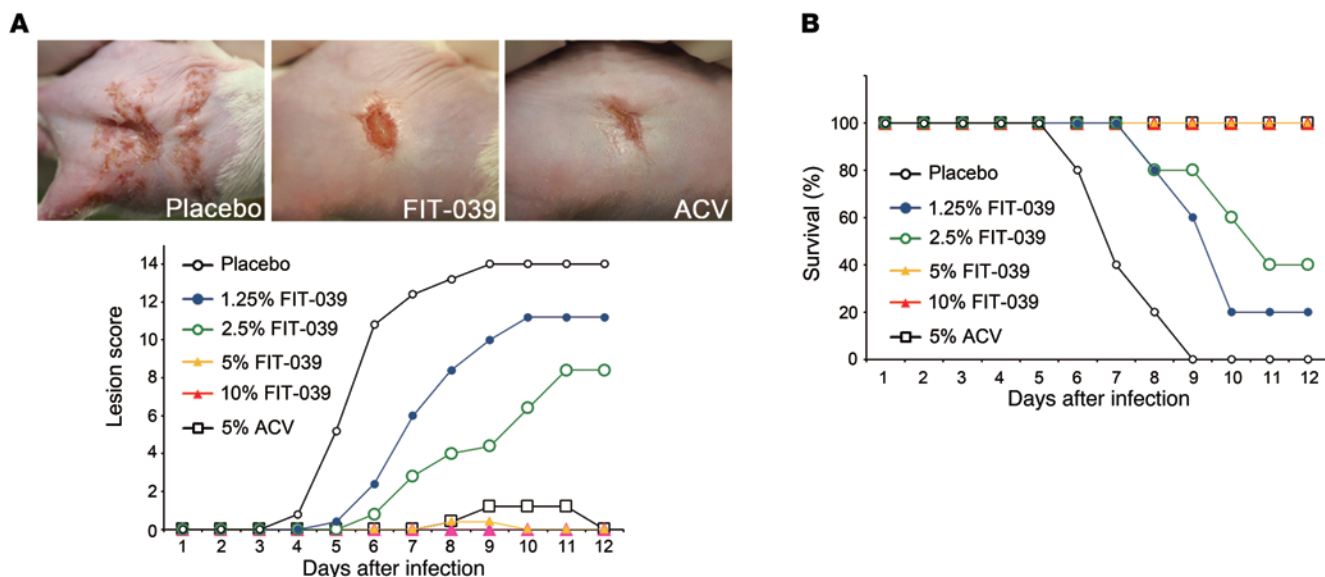 A
Placebo
FIT-039
ACV
Lesion score
14
12
10
8
6
4
2
0
Placebo
1.25% FIT-039
2.5% FIT-039
5% FIT-039
10% FIT-039
5% ACV
1 2 3 4 5 6 7 8 9 10 11 12
Days after infection
B
Survival (%)
100
80
60
40
20
0
Placebo
1.25% FIT-039
2.5% FIT-039
5% FIT-039
10% FIT-039
5% ACV
1 2 3 4 5 6 7 8 9 10 11 12
Days after infection